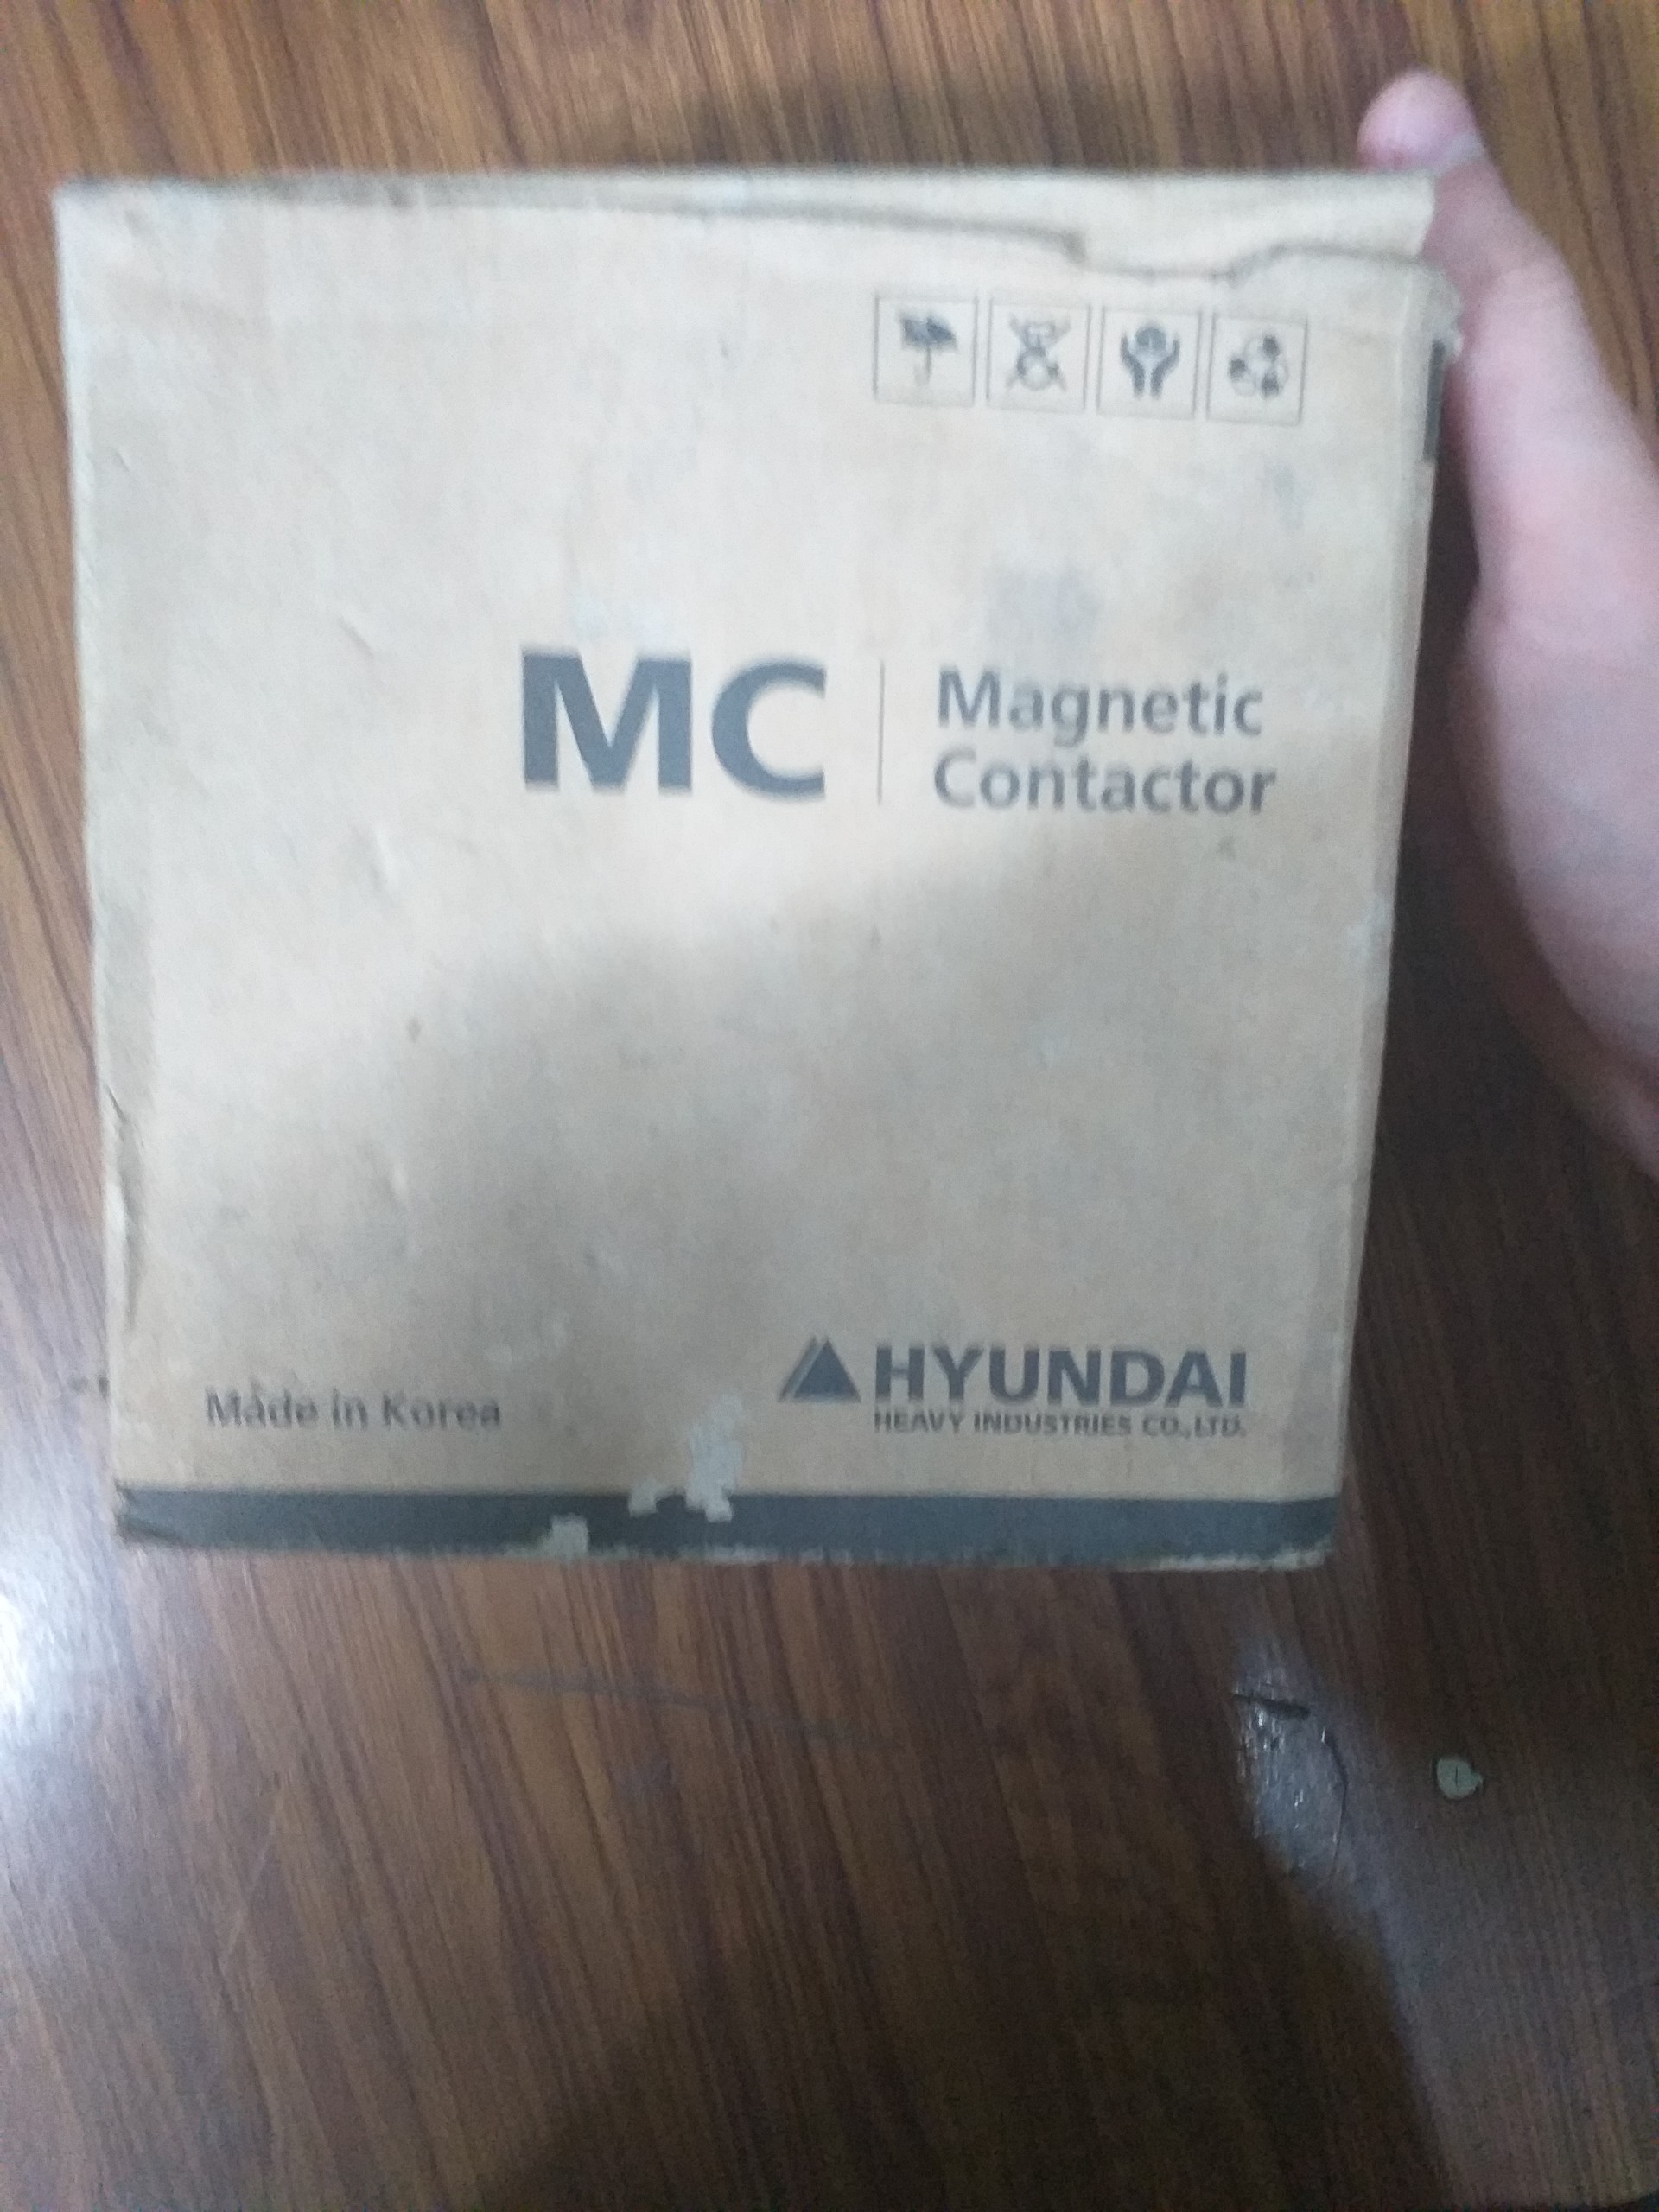 MC
Magnetic
Contactor
Made in Korea
HYUNDAI
HEAVY INDUSTRIES CO.,LTD.